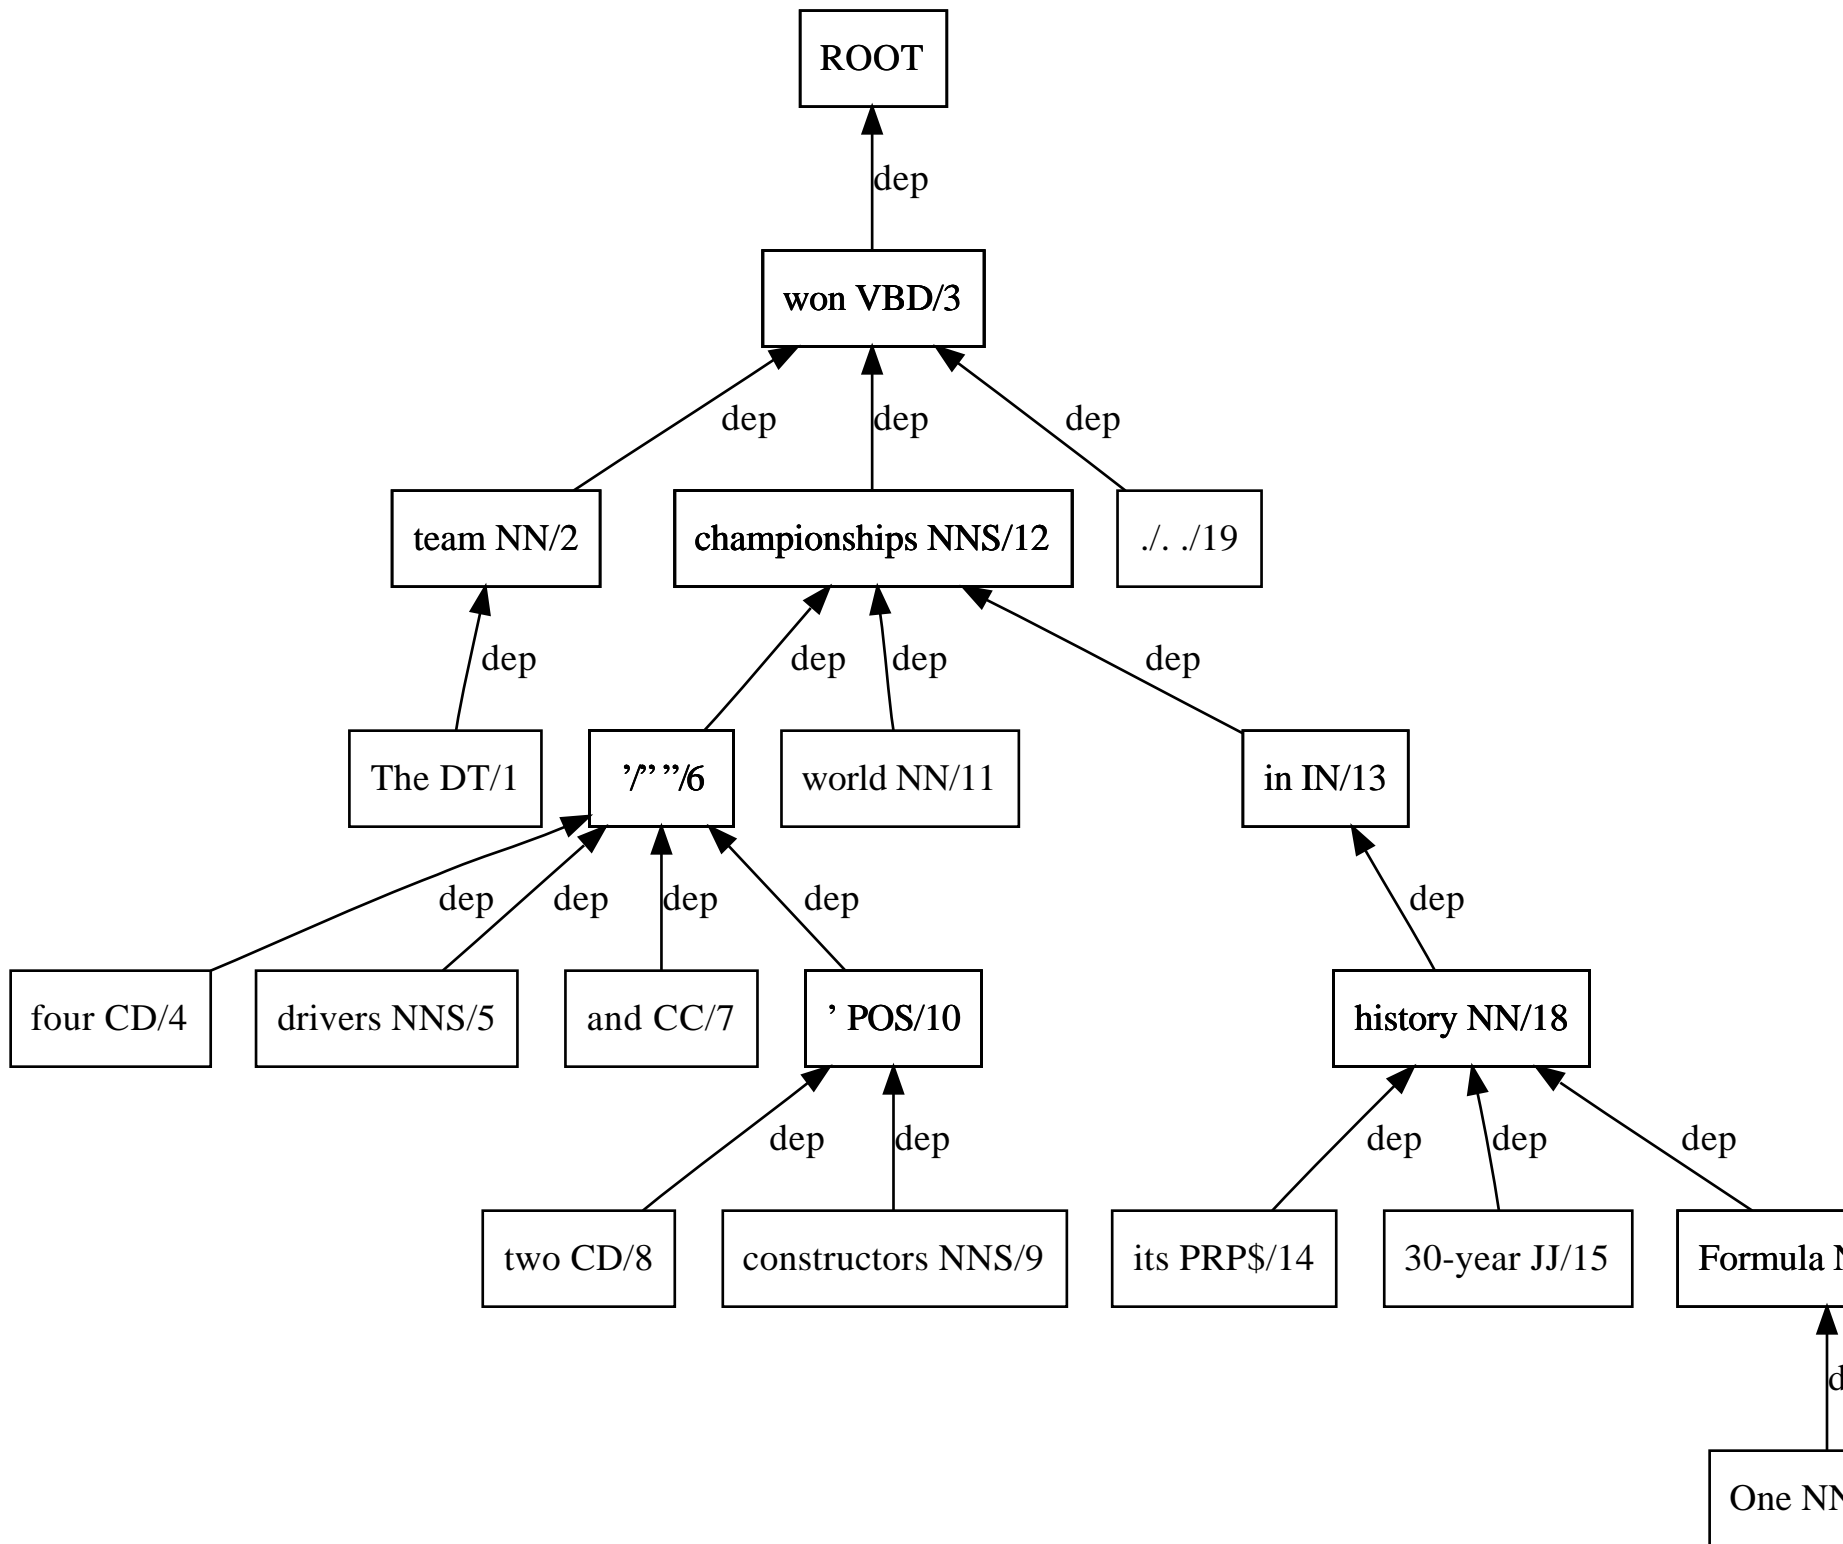 ROOT
dep
won VBD/3
dep dep dep
team NN/2 championships NNS/12 ./. ./19
dep dep dep dep
The DT/1 '/'' ''/6 world NN/11 in IN/13
dep dep dep dep dep
four CD/4 drivers NNS/5 and CC/7 ' POS/10 history NN/18
dep dep dep dep dep
two CD/8 constructors NNS/9 its PRP$/14 30-year JJ/15 Formula
One